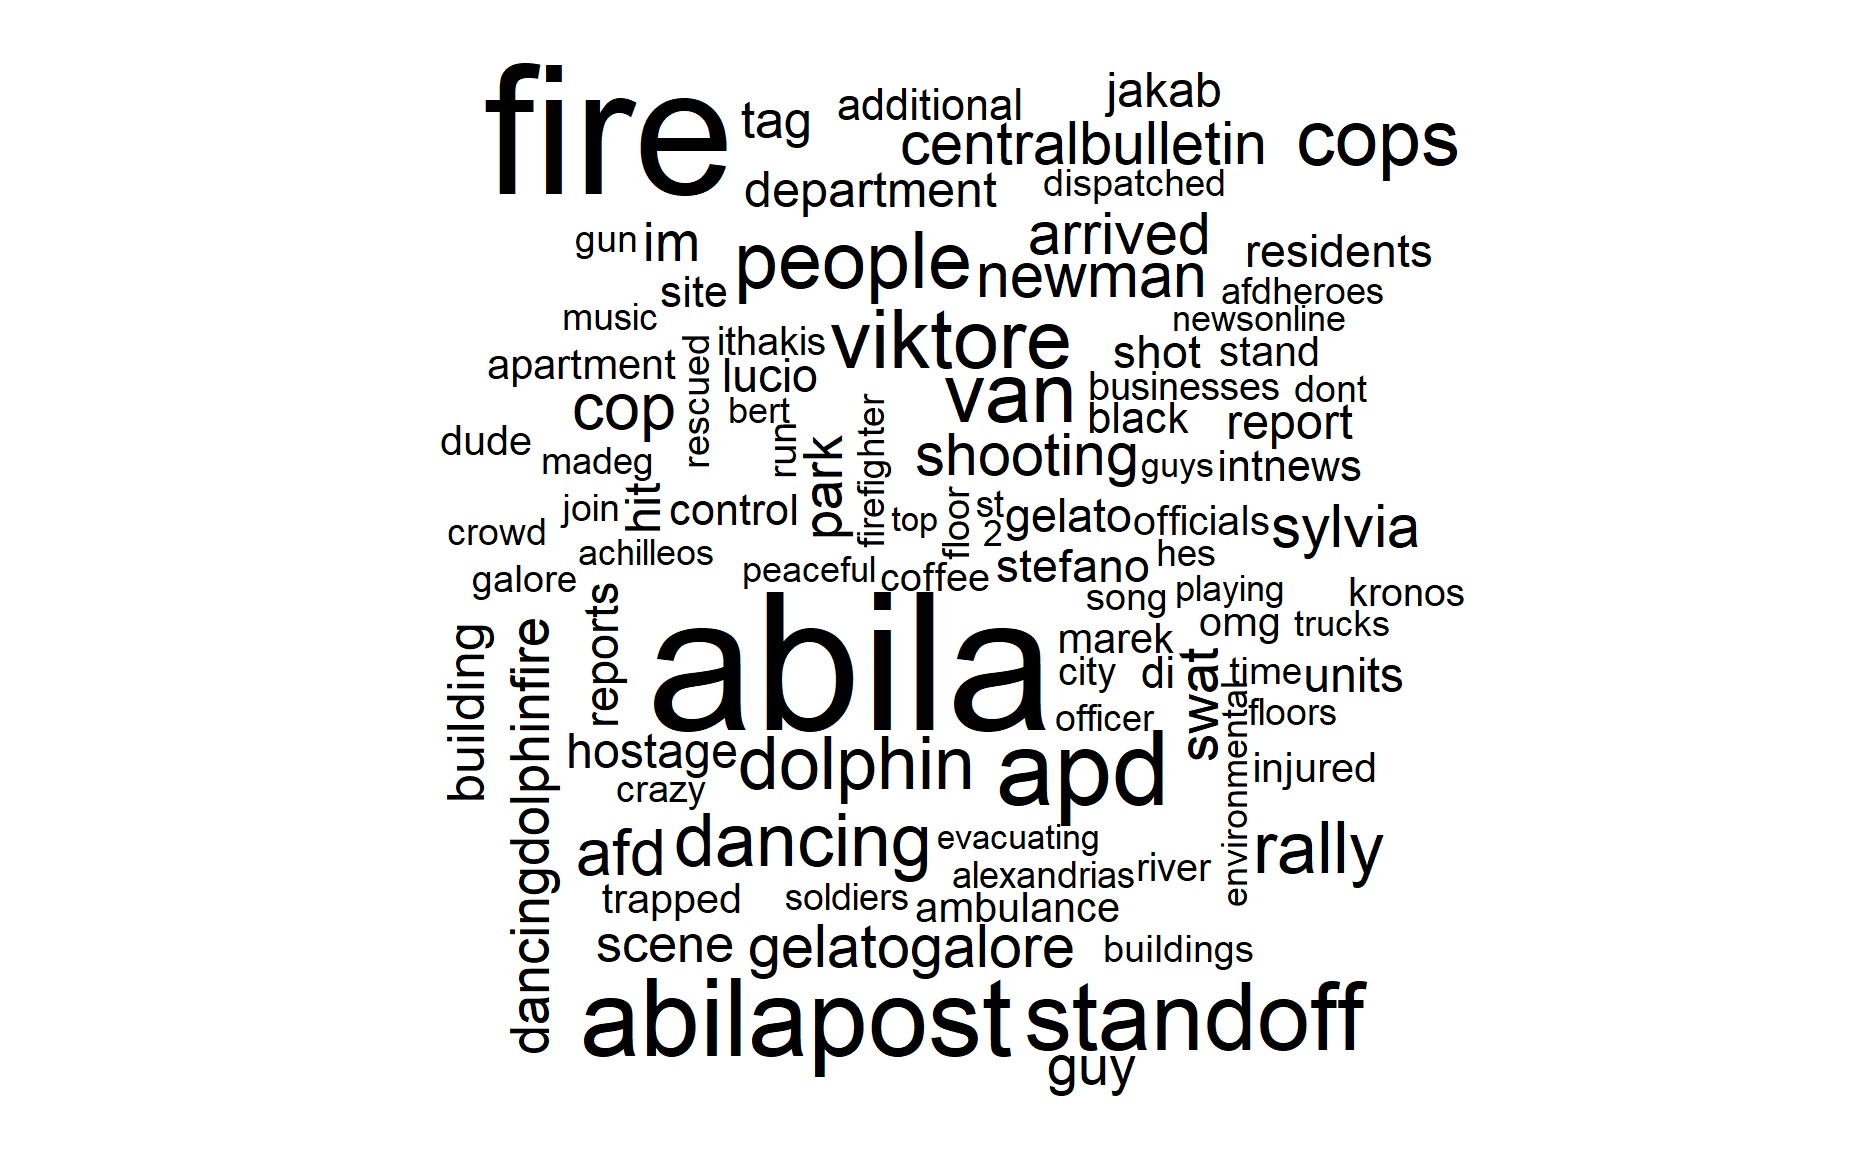 fire
tag
additional
jakab
centralbulletin
cops
department
dispatched
gun
im
people
arrived
newman
residents
site
afdheroes
music
newsonline
ithakis
viktore
shot
stand
apartment
rescued
lucio
van
businesses
dont
cop
bert
black
report
dude
madeg
run
park
firefighter
shooting
guys
intnews
join
hit
control
top
floor
st
2
gelato
officials
sylvia
crowd
achilleos
hes
galore
peaceful
coffee
stefano
playing
kronos
reports
abila
song
omg
trucks
building
dancingdolphinfire
marek
city
di
swat
time
units
officer
environmental
floors
hostage
dolphin
apd
injured
crazy
afd
dancing
evacuating
rally
alexandrias
river
trapped
soldiers
ambulance
scene
gelatogalore
buildings
abilapost
standoff
guy